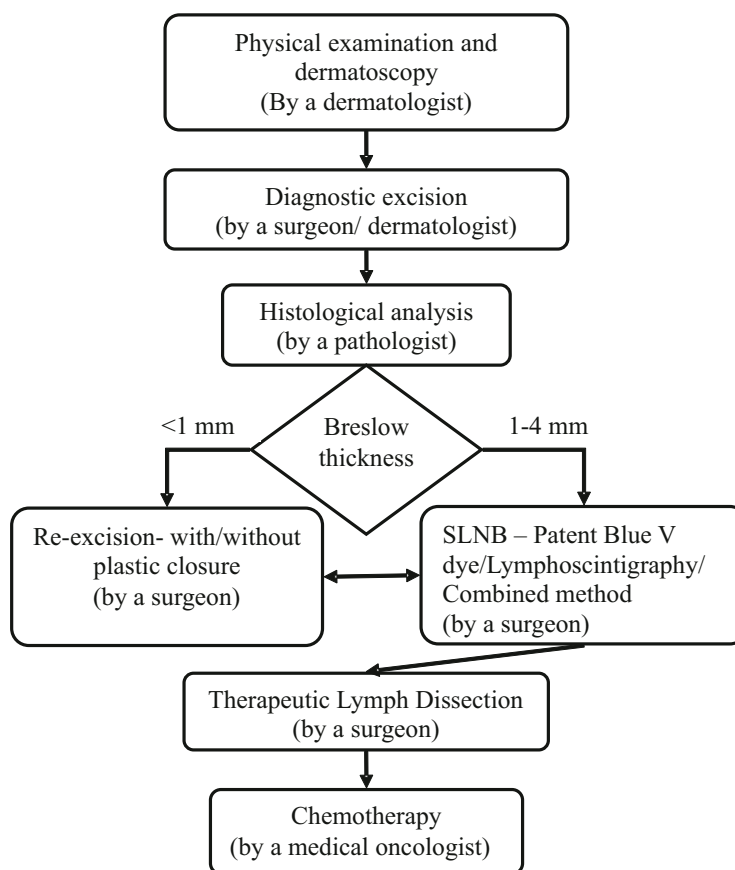 Physical examination and
dermatoscopy
(By a dermatologist)
Diagnostic excision
(by a surgeon/ dermatologist)
Histological analysis
(by a pathologist)
<1 mm
Breslow
thickness
1-4 mm
Re-excision- with/without
plastic closure
(by a surgeon)
SLNB – Patent Blue V
dye/Lymphoscintigraphy/
Combined method
(by a surgeon)
Therapeutic Lymph Dissection
(by a surgeon)
Chemotherapy
(by a medical oncologist)